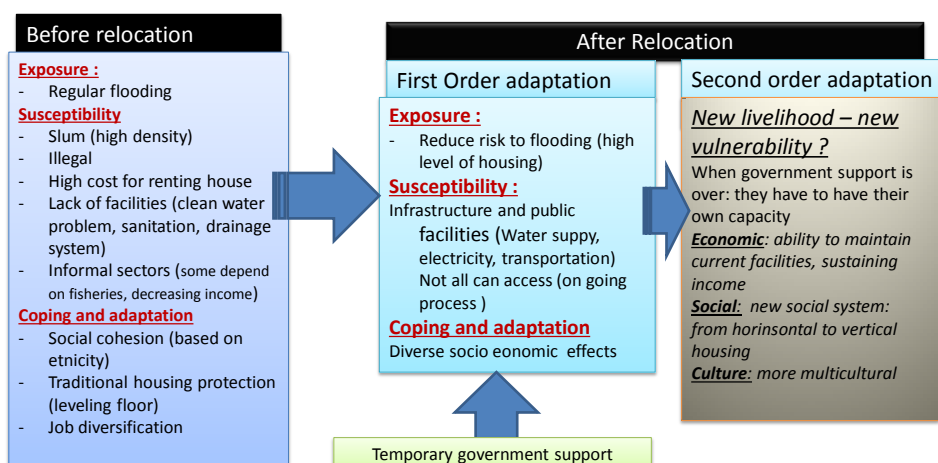 Before relocation
Exposure :
- Regular flooding
Susceptibility
- Slum (high density)
- Illegal
- High cost for renting house
- Lack of facilities (clean water
problem, sanitation, drainage
system)
- Informal sectors (some depend
on fisheries, decreasing income)
Coping and adaptation
- Social cohesion (based on
etnicity)
- Traditional housing protection
(leveling floor)
- Job diversification
After Relocation
First Order adaptation
Exposure :
- Reduce risk to flooding (high
level of housing)
Susceptibility :
Infrastructure and public
facilities (Water suppy,
electricity, transportation)
Not all can access (on going
process )
Coping and adaptation
Diverse socio eonomic effects
Temporary government support
Second order adaptation
New livelihood – new
vulnerability ?
When government support is
over: they have to have their
own capacity
Economic: ability to maintain
current facilities, sustaining
income
Social: new social system:
from horinsontal to vertical
housing
Culture: more multicultural